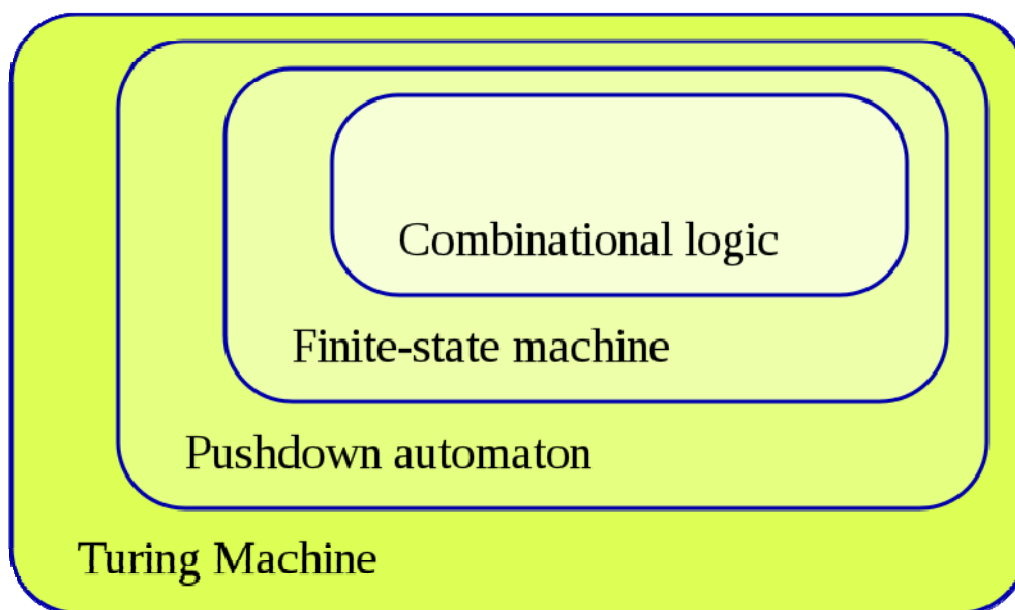 Combinational logic
Finite-state machine
Pushdown automaton
Turing Machine